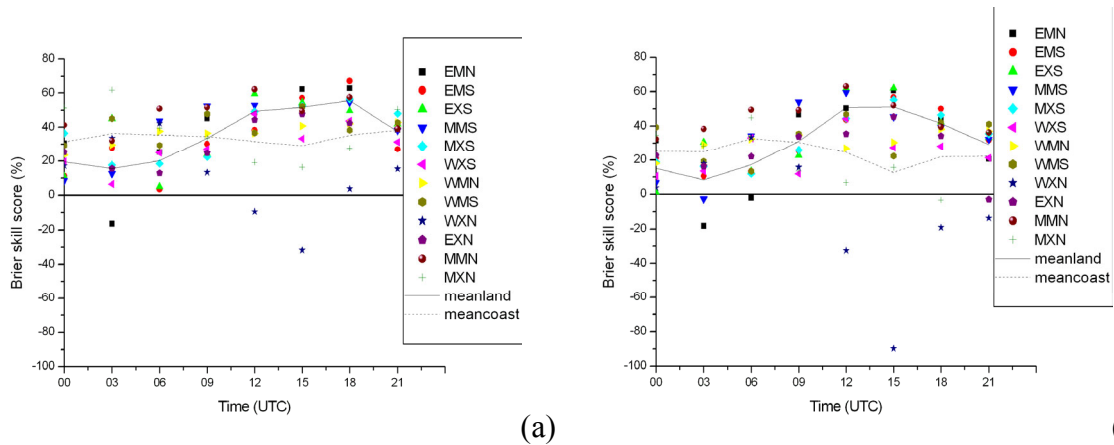 EMN
EMS
EXS
MMS
MXS
WXS
WMN
WMS
WXN
EXN
MMN
MXN
meanland
meancoast
Brier skill score (%)
80
60
40
20
0
-20
-40
-60
-80
-100
00 03 06 09 12 15 18 21
Time (UTC)
(a)
EMN
EMS
EXS
MMS
MXS
WXS
WMN
WMS
WXN
EXN
MMN
MXN
meanland
meancoast
Brier skill score (%)
80
60
40
20
0
-20
-40
-60
-80
-100
00 03 06 09 12 15 18 21
Time (UTC)